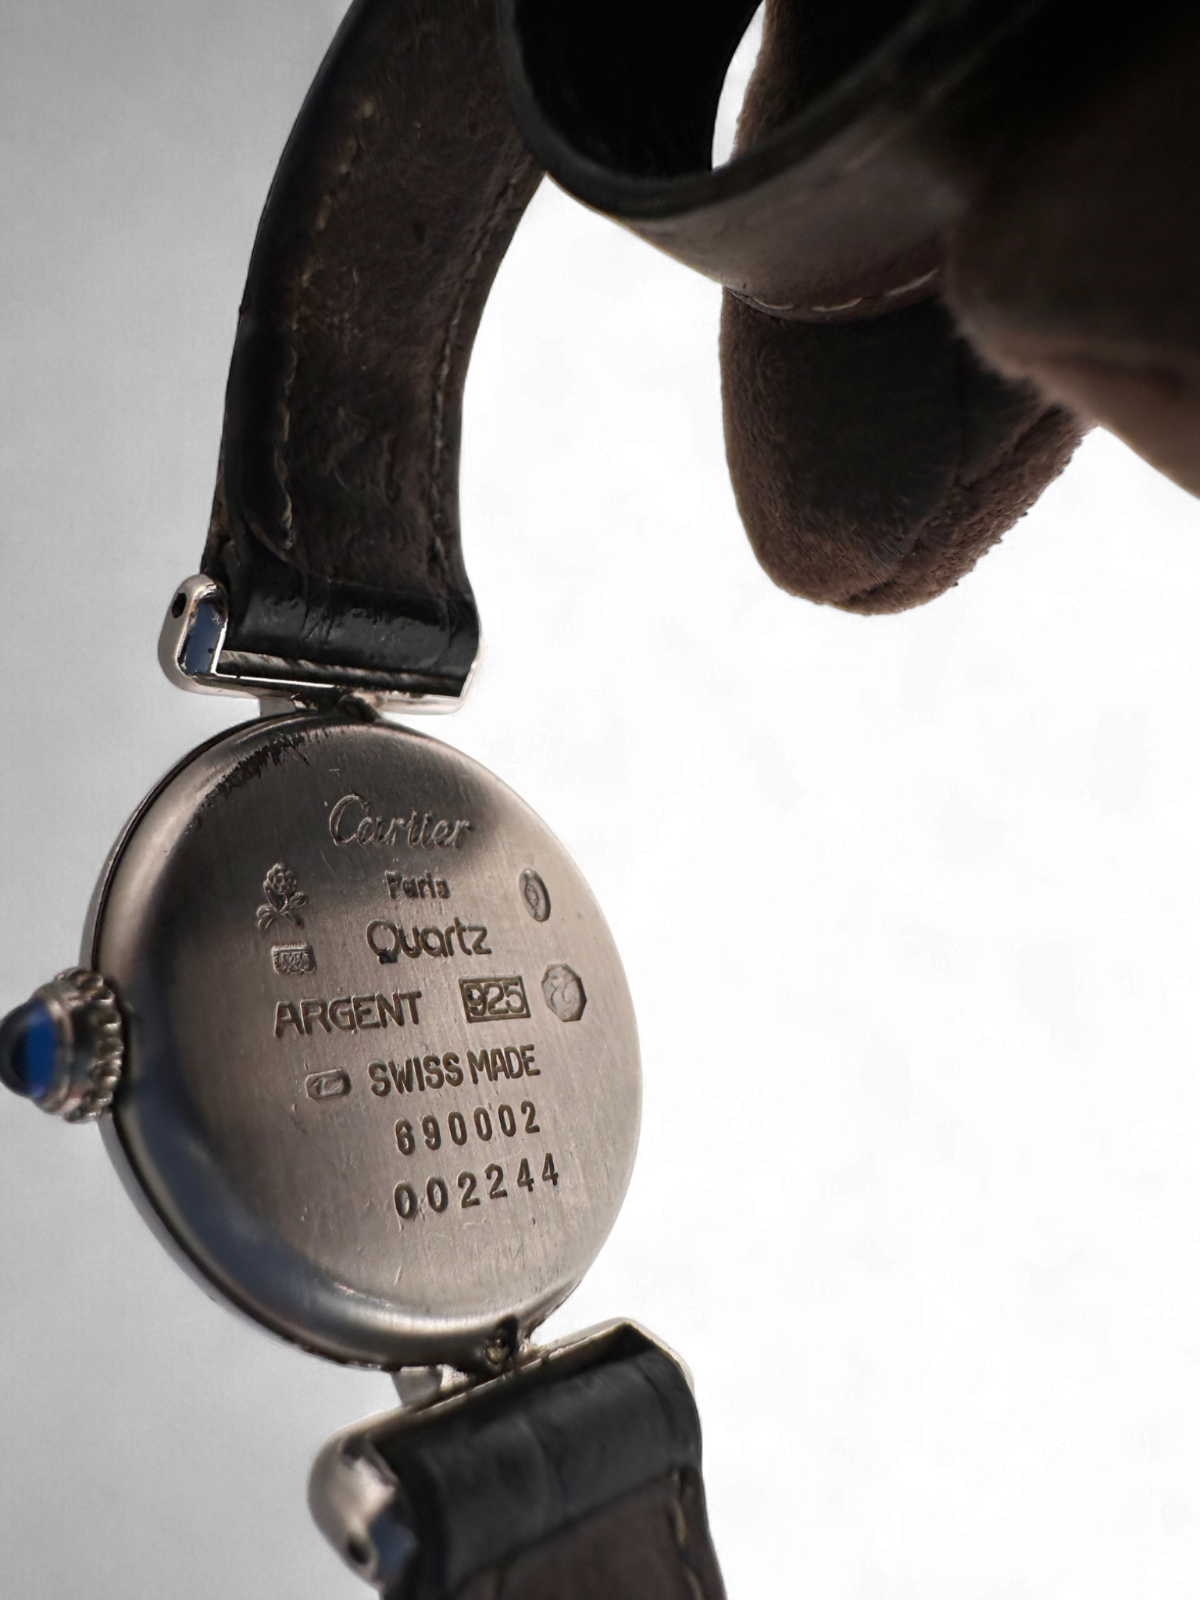 Cartier
Paris
Quartz
ARGENT 925
SWISS MADE
690002
002244